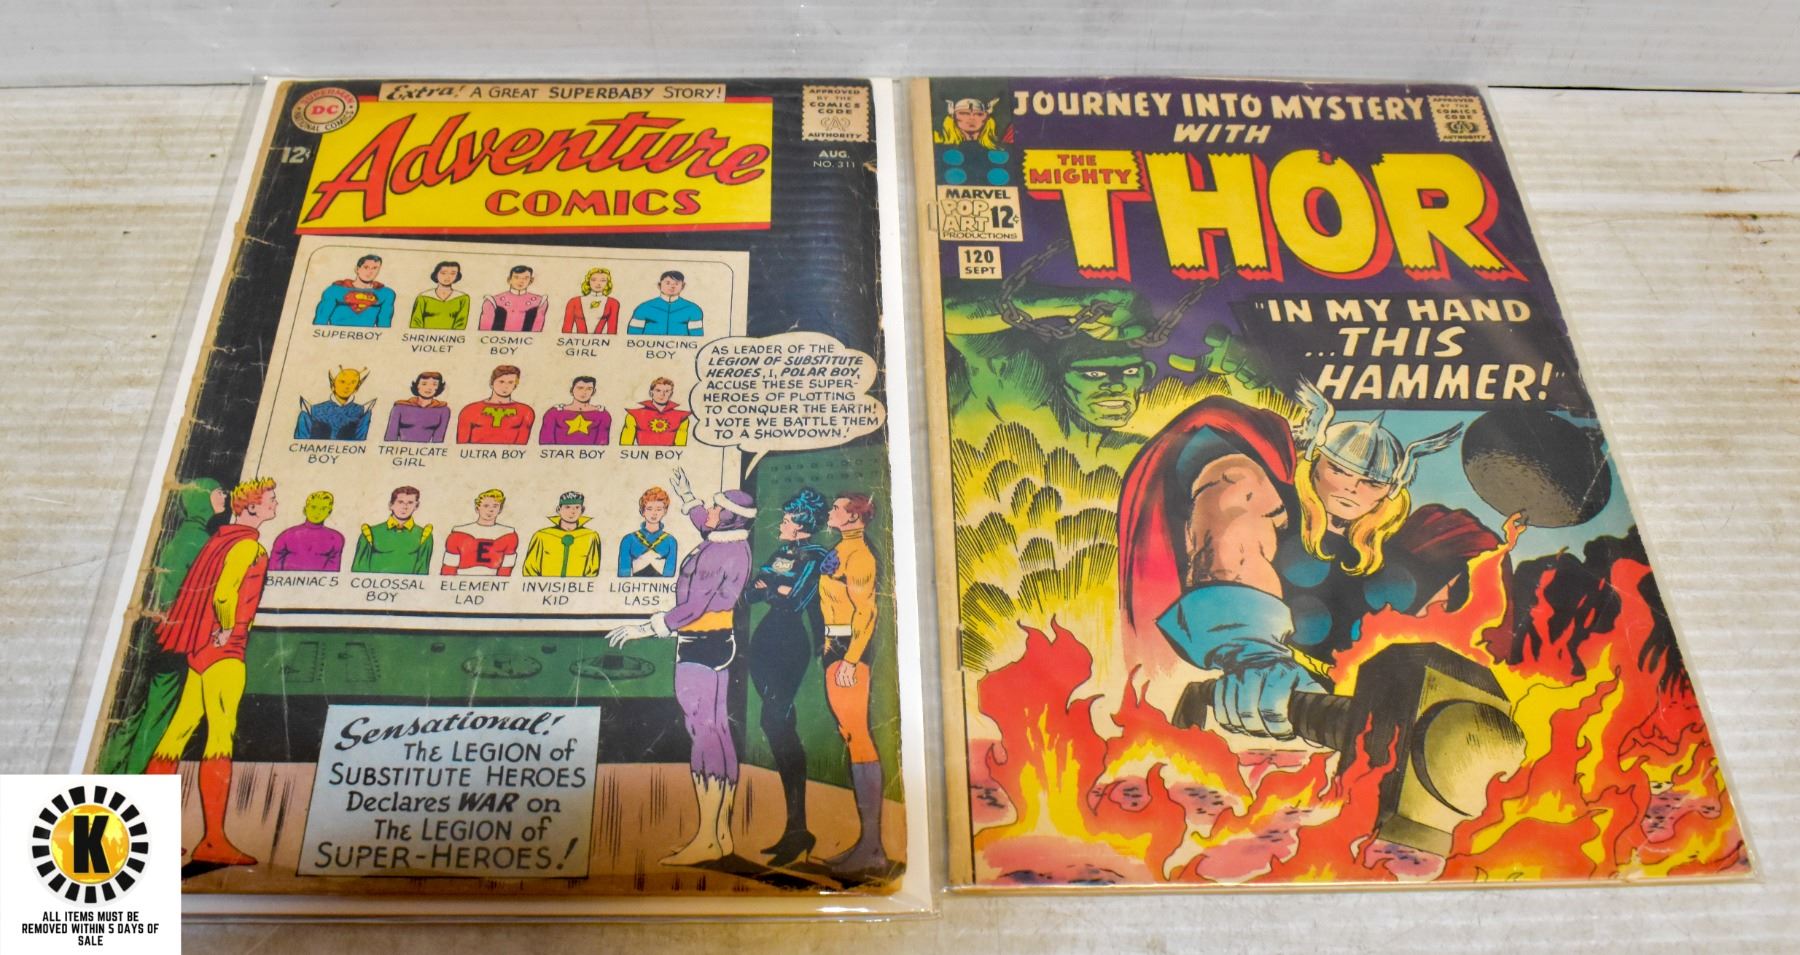 Extra! A GREAT SUPERBABY STORY!
SUPERMAN
DC
NATIONAL COMICS
APPROVED
BY THE
COMICS
CODE
AUTHORITY
12¢
Adventure
COMICS
AUG.
NO. 311
SUPERBOY
SHRINKING
VIOLET
COSMIC
BOY
SATURN
GIRL
BOUNCING
BOY
CHAMELEON
BOY
TRIPLICATE
GIRL
ULTRA BOY
STAR BOY
SUN BOY
BRAINIAC 5
COLOSSAL
BOY
E
ELEMENT
LAD
INVISIBLE
KID
LIGHTNING
LASS
AS LEADER OF THE
LEGION OF SUBSTITUTE
HEROES, I, POLAR BOY,
ACCUSE THESE SUPER-
HEROES OF PLOTTING
TO CONQUER THE EARTH!
I VOTE WE BATTLE THEM
TO A SHOWDOWN!
Sensational!
THE LEGION OF
SUBSTITUTE HEROES
Declares WAR on
THE LEGION OF
SUPER-HEROES!
JOURNEY INTO MYSTERY
WITH
THE
MIGHTY
THOR
APPROVED
BY THE
COMICS
CODE
AUTHORITY
MARVEL
POP
ART
12¢
PRODUCTIONS
120
SEPT
"IN MY HAND
...THIS
HAMMER!"
K
ALL ITEMS MUST BE
REMOVED WITHIN 5 DAYS OF
SALE